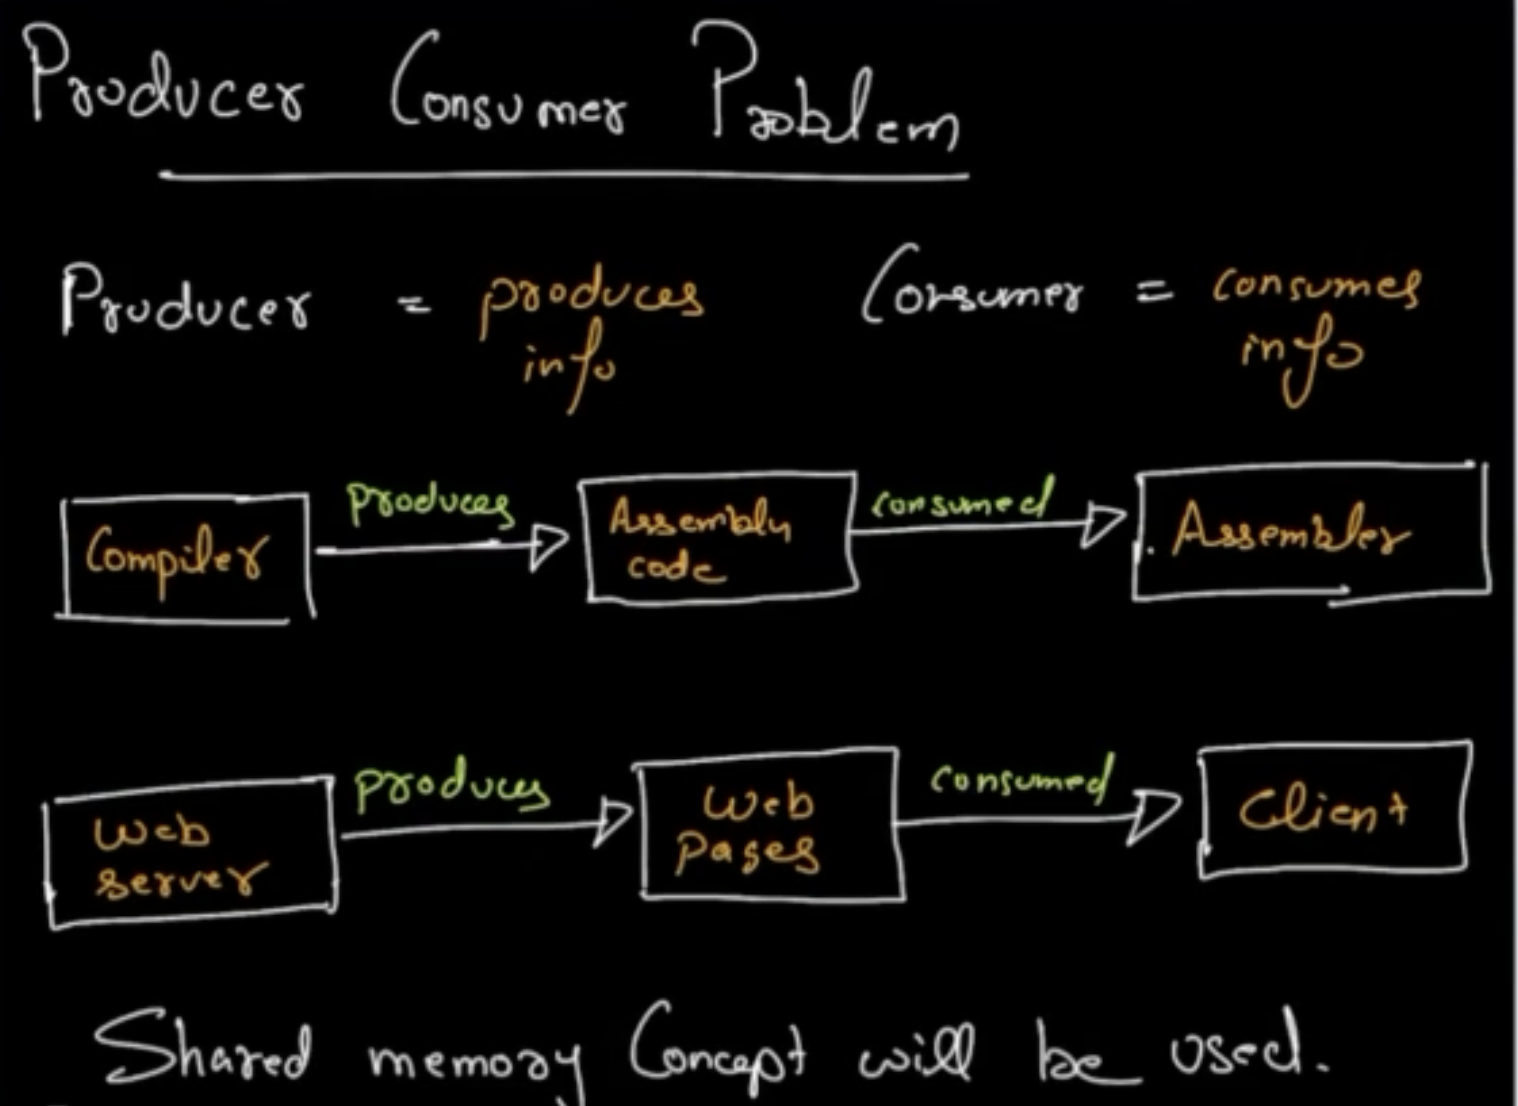 Producer Consumer Problem
Producer = produces info
Consumer = consumes info
Compiler
produces
Assembly code
consumed
Assembler
Web server
produces
Web Pages
consumed
Client
Shared memory Concept will be used.